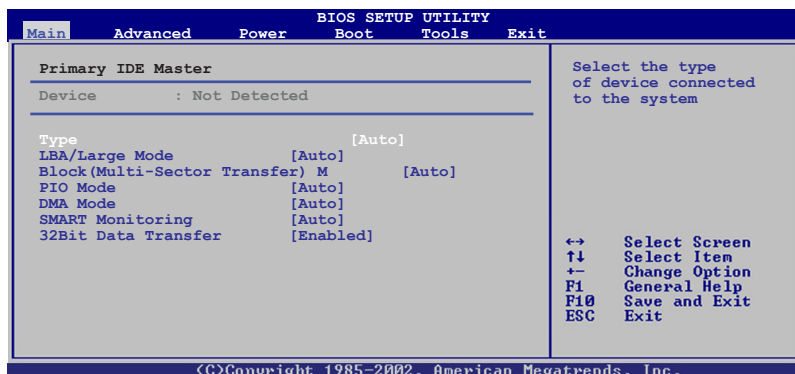 BIOS SETUP UTILITY
Main Advanced Power Boot Tools Exit
Primary IDE Master
Device : Not Detected
Type [Auto]
LBA/Large Mode [Auto]
Block(Multi-Sector Transfer) M [Auto]
PIO Mode [Auto]
DMA Mode [Auto]
SMART Monitoring [Auto]
32Bit Data Transfer [Enabled]
Select the type
of device connected
to the system
↔ Select Screen
↑↓ Select Item
+- Change Option
F1 General Help
F10 Save and Exit
ESC Exit
(C)Copyright 1985-2002, American Megatrends, Inc.